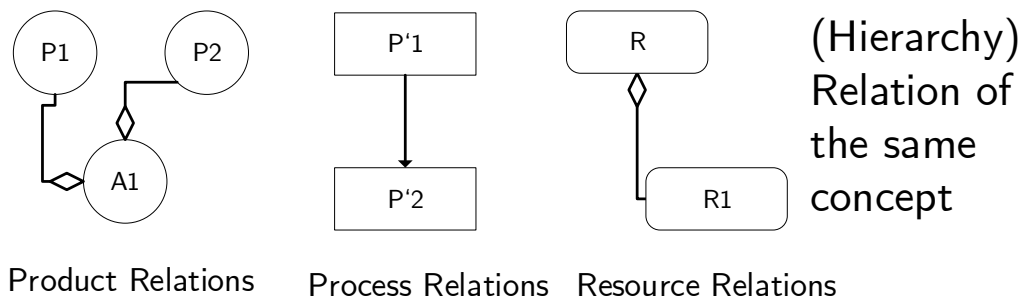 P1
P2
A1
P‘1
P‘2
R
R1
(Hierarchy)
Relation of
the same
concept
Product Relations
Process Relations
Resource Relations